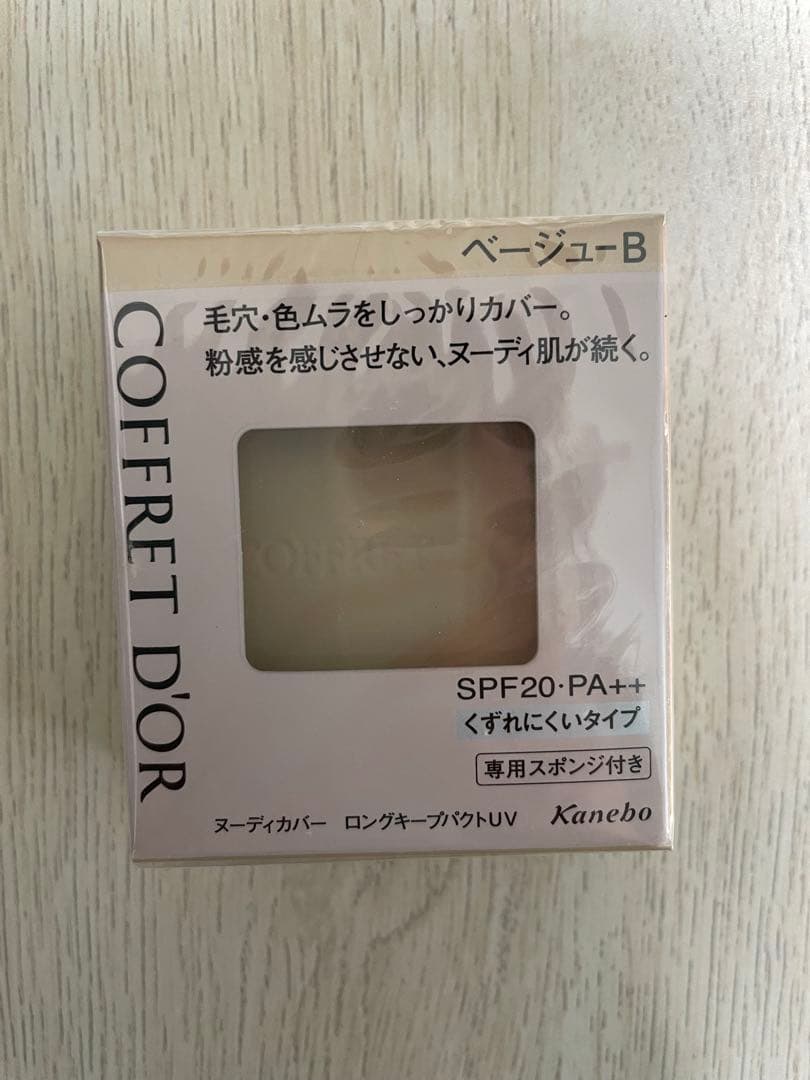 ベージューB
COFFRET D'OR
毛穴・色ムラをしっかりカバー。
粉感を感じさせない、ヌーディ肌が続く。
SPF20・PA++
くずれにくいタイプ
専用スポンジ付き
ヌーディカバー ロングキープパクトUV Kanebo